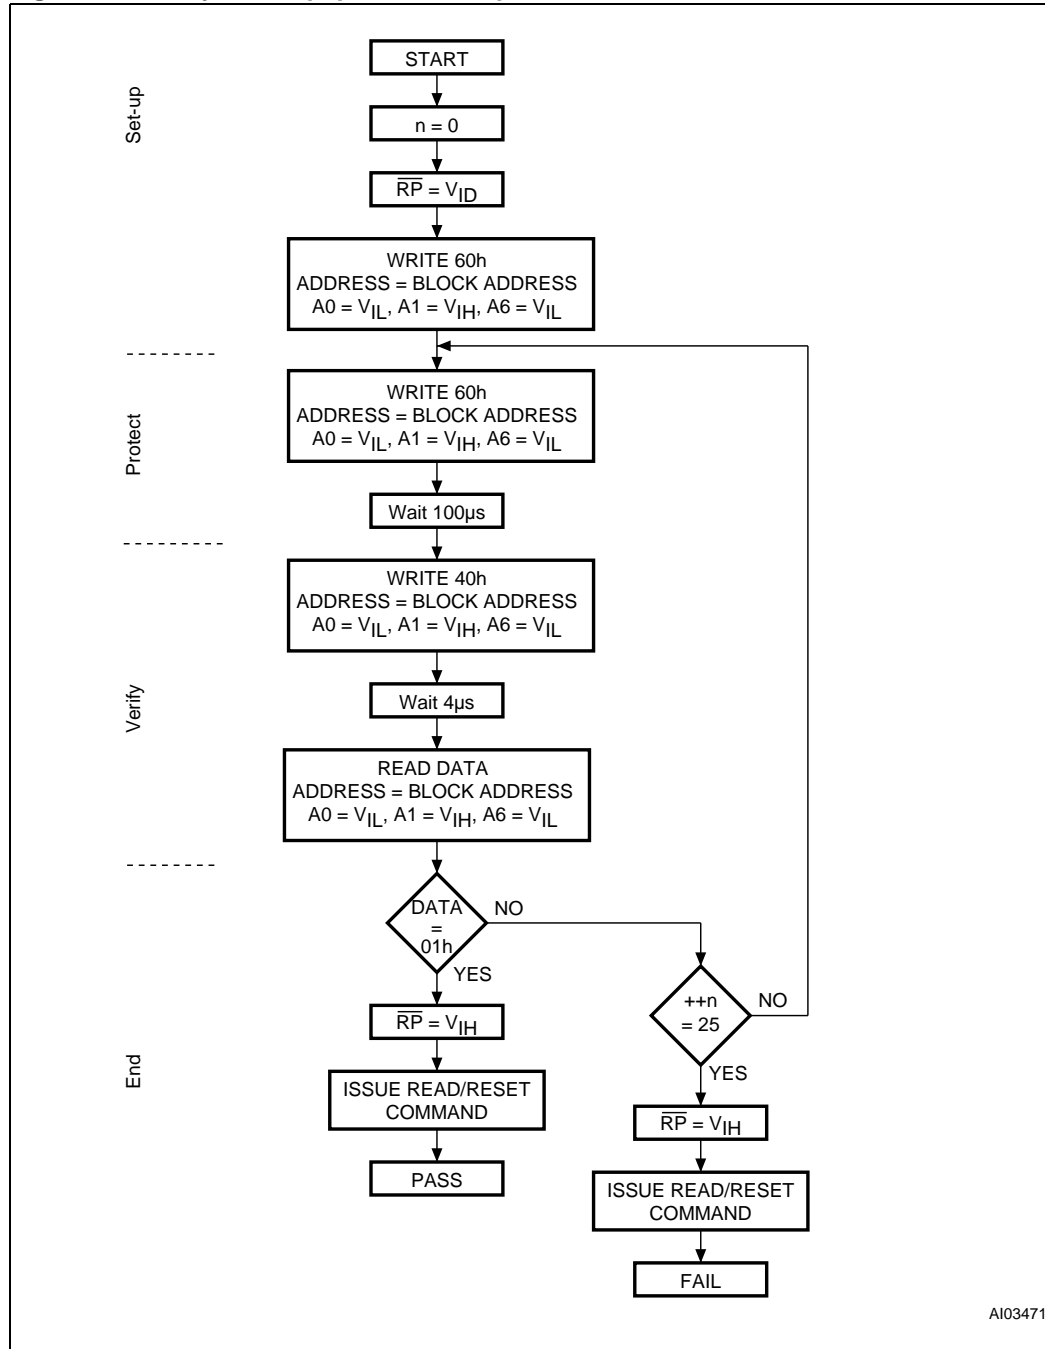 Set-up
START
n = 0
RP = VID
WRITE 60h
ADDRESS = BLOCK ADDRESS
A0 = VIL, A1 = VIH, A6 = VIL
Protect
WRITE 60h
ADDRESS = BLOCK ADDRESS
A0 = VIL, A1 = VIH, A6 = VIL
Wait 100µs
Verify
WRITE 40h
ADDRESS = BLOCK ADDRESS
A0 = VIL, A1 = VIH, A6 = VIL
Wait 4µs
READ DATA
ADDRESS = BLOCK ADDRESS
A0 = VIL, A1 = VIH, A6 = VIL
End
DATA
=
01h
NO
YES
RP = VIH
ISSUE READ/RESET
COMMAND
PASS
++n
= 25
NO
YES
RP = VIH
ISSUE READ/RESET
COMMAND
FAIL
AI03471